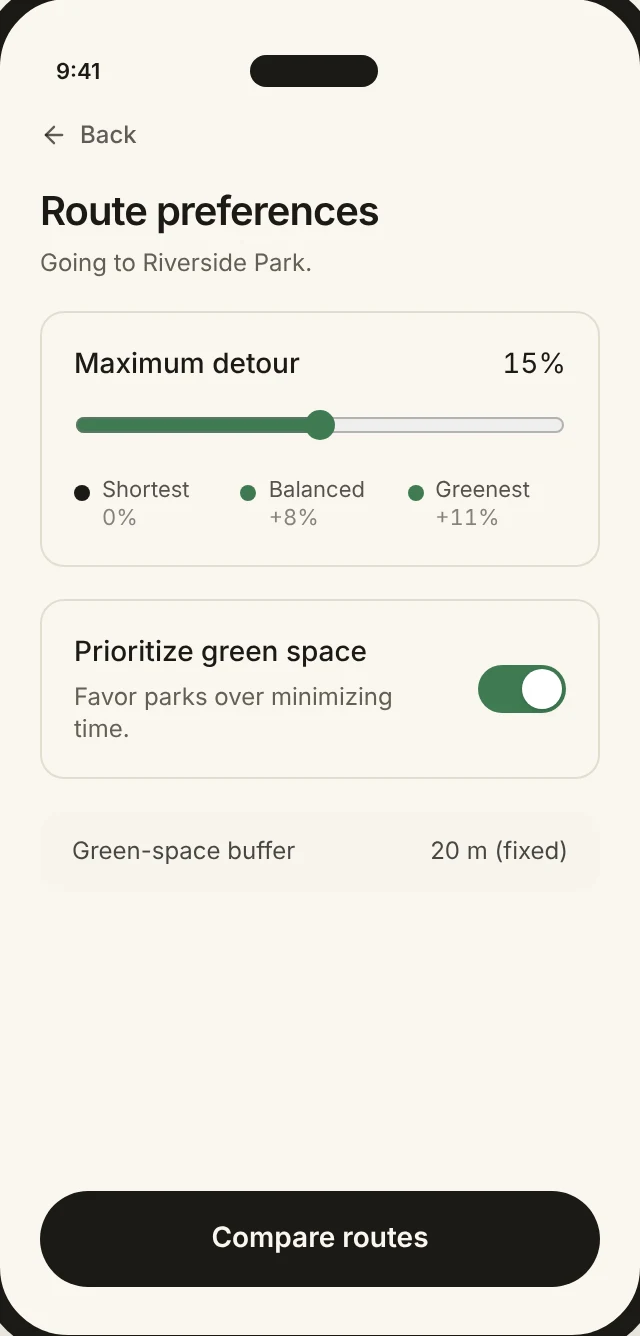 9:41
Back
Route preferences
Going to Riverside Park.
Maximum detour 15%
Shortest Balanced Greenest
0% +8% +11%
Prioritize green space
Favor parks over minimizing
time.
Green-space buffer 20 m (fixed)
Compare routes